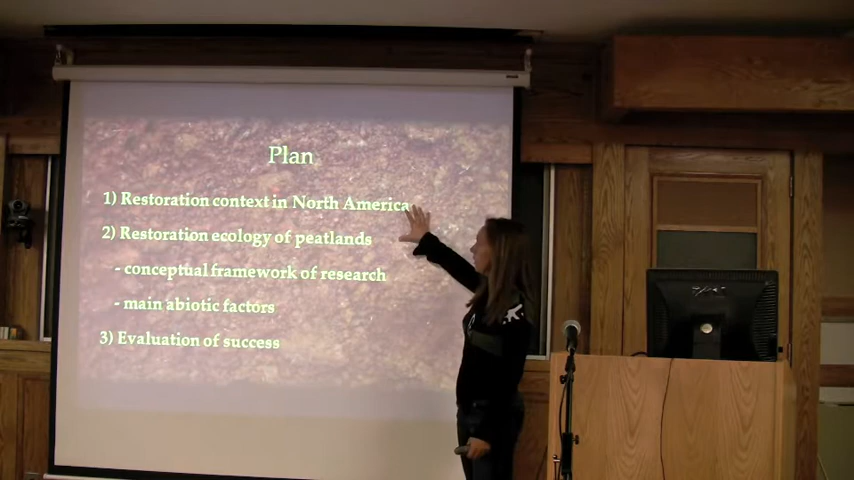 Plan
1) Restoration context in North America
2) Restoration ecology of peatlands
- conceptual framework of research
- main abiotic factors
3) Evaluation of success